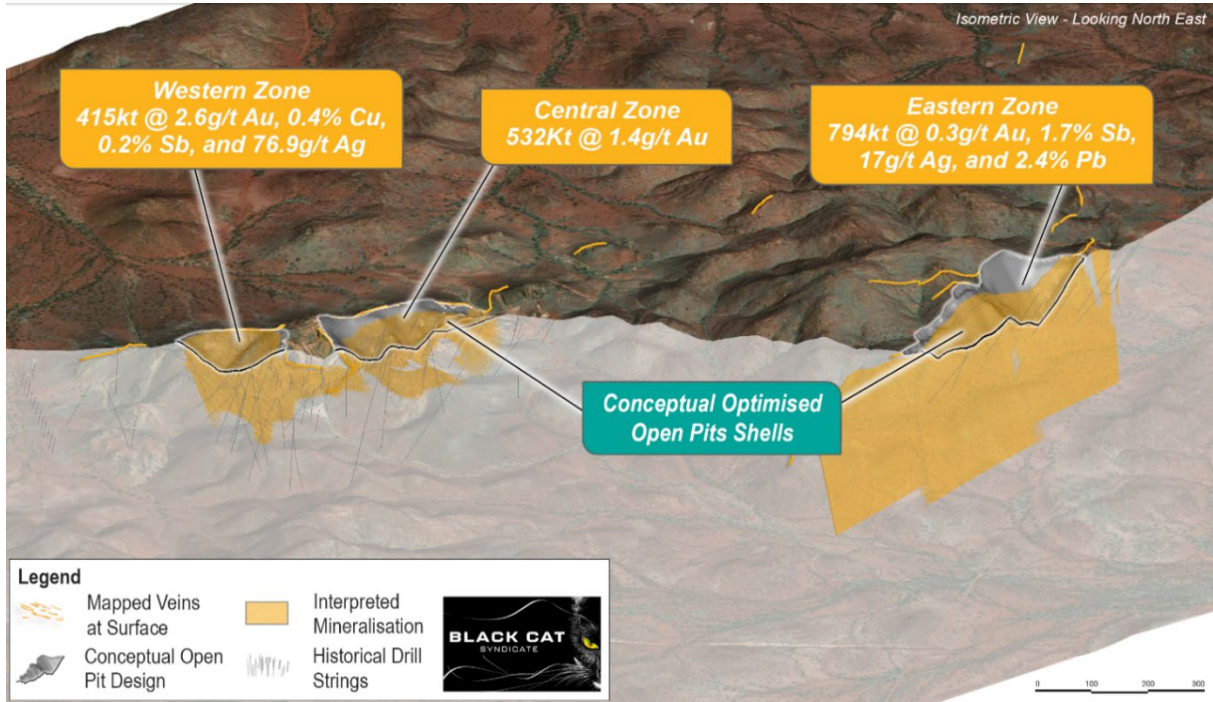 Isometric View - Looking North East
Western Zone
415kt @ 2.6g/t Au, 0.4% Cu,
0.2% Sb, and 76.9g/t Ag
Central Zone
532Kt @ 1.4g/t Au
Eastern Zone
794kt @ 0.3g/t Au, 1.7% Sb,
17g/t Ag, and 2.4% Pb
Conceptual Optimised
Open Pits Shells
Legend
Mapped Veins
at Surface
Interpreted
Mineralisation
Conceptual Open
Pit Design
Historical Drill
Strings
BLACK CAT
SYNDICATE
0 100 200 300